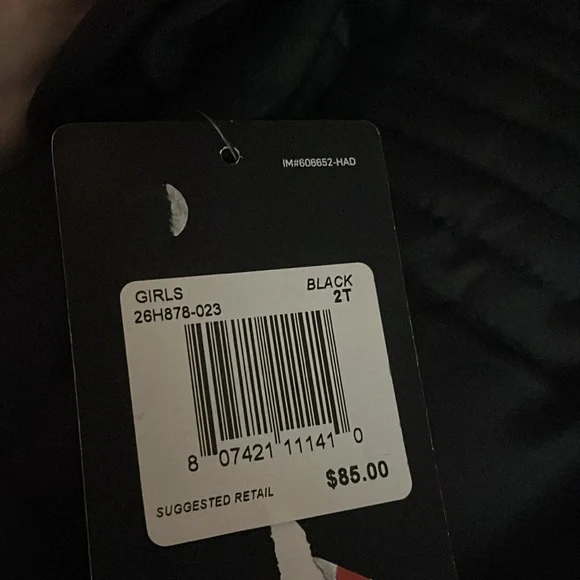 IM#606652-HAD
GIRLS BLACK
26H878-023 2T
8 07421 11141 0
$85.00
SUGGESTED RETAIL